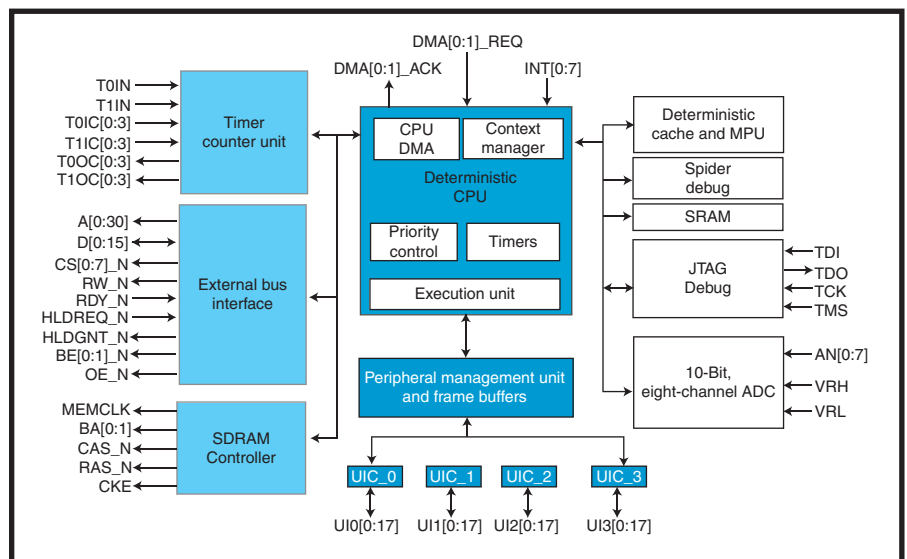 DMA[0:1]_REQ
DMA[0:1]_ACK
INT[0:7]
T0IN
T1IN
T0IC[0:3]
T1IC[0:3]
T0OC[0:3]
T1OC[0:3]
Timer
counter unit
A[0:30]
D[0:15]
CS[0:7]_N
RW_N
RDY_N
HLDREQ_N
HLDGNT_N
BE[0:1]_N
OE_N
External bus
interface
MEMCLK
BA[0:1]
CAS_N
RAS_N
CKE
SDRAM
Controller
CPU
DMA
Context
manager
Deterministic
CPU
Priority
control
Timers
Execution unit
Peripheral management unit
and frame buffers
UIC_0
UIC_1
UIC_2
UIC_3
UI0[0:17]
UI1[0:17]
UI2[0:17]
UI3[0:17]
Deterministic
cache and MPU
Spider
debug
SRAM
JTAG
Debug
TDI
TDO
TCK
TMS
10-Bit,
eight-channel ADC
AN[0:7]
VRH
VRL